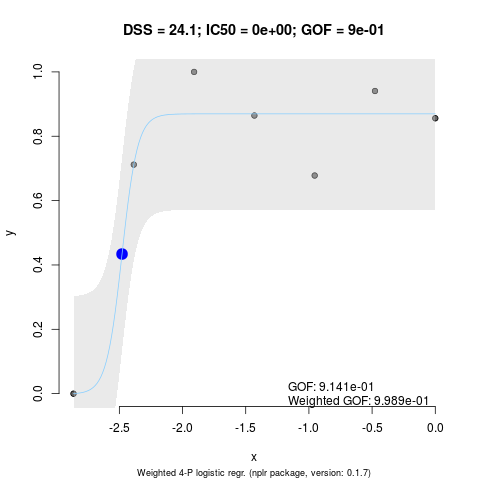 DSS = 24.1; IC50 = 0e+00; GOF = 9e-01
1.0
0.8
0.6
0.4
0.2
0.0
y
GOF: 9.141e-01
Weighted GOF: 9.989e-01
-2.5 -2.0 -1.5 -1.0 -0.5 0.0
x
Weighted 4-P logistic regr. (nplr package, version: 0.1.7)